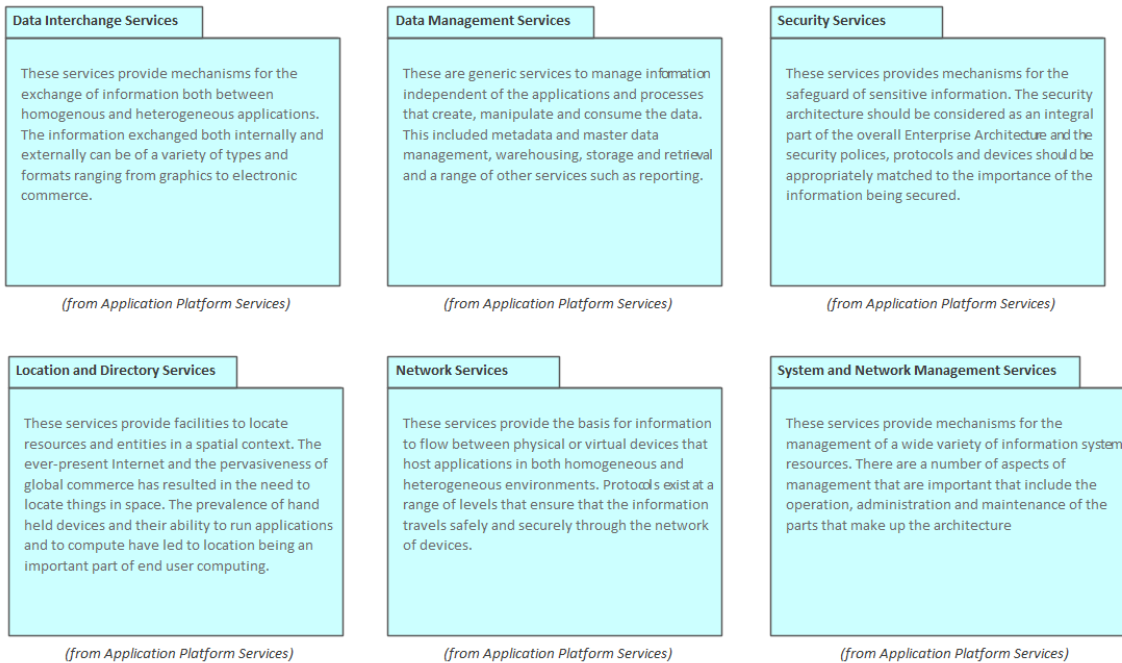 Data Interchange Services
These services provide mechanisms for the
exchange of information both between
homogenous and heterogeneous applications.
The information exchanged both internally and
externally can be of a variety of types and
formats ranging from graphics to electronic
commerce.
(from Application Platform Services)
Data Management Services
These are generic services to manage information
independent of the applications and processes
that create, manipulate and consume the data.
This included metadata and master data
management, warehousing, storage and retrieval
and a range of other services such as reporting.
(from Application Platform Services)
Security Services
These services provides mechanisms for the
safeguard of sensitive information. The security
architecture should be considered as an integral
part of the overall Enterprise Architecture and the
security polices, protocols and devices should be
appropriately matched to the importance of the
information being secured.
(from Application Platform Services)
Location and Directory Services
These services provide facilities to locate
resources and entities in a spatial context. The
ever-present Internet and the pervasiveness of
global commerce has resulted in the need to
locate things in space. The prevalence of hand
held devices and their ability to run applications
and to compute have led to location being an
important part of end user computing.
(from Application Platform Services)
Network Services
These services provide the basis for information
to flow between physical or virtual devices that
host applications in both homogeneous and
heterogeneous environments. Protocols exist at a
range of levels that ensure that the information
travels safely and securely through the network
of devices.
(from Application Platform Services)
System and Network Management Services
These services provide mechanisms for the
management of a wide variety of information system
resources. There are a number of aspects of
management that are important that include the
operation, administration and maintenance of the
parts that make up the architecture
(from Application Platform Services)